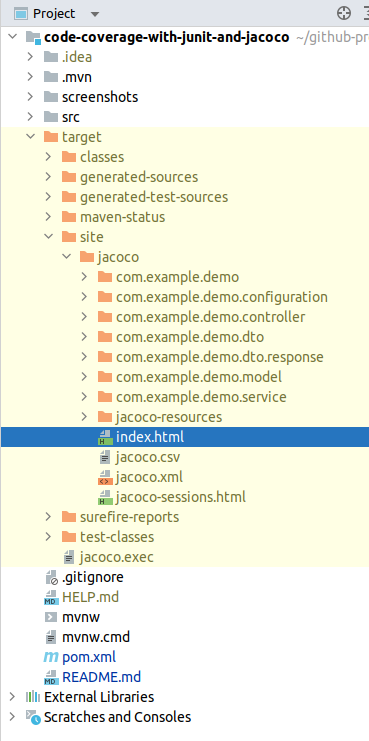 Project
code-coverage-with-junit-and-jacoco ~/github-pr
.idea
.mvn
screenshots
src
target
classes
generated-sources
generated-test-sources
maven-status
site
jacoco
com.example.demo
com.example.demo.configuration
com.example.demo.controller
com.example.demo.dto
com.example.demo.dto.response
com.example.demo.model
com.example.demo.service
jacoco-resources
H index.html
jacoco.csv
jacoco.xml
H jacoco-sessions.html
surefire-reports
test-classes
jacoco.exec
.gitignore
MD HELP.md
mvnw
mvnw.cmd
m pom.xml
MD README.md
External Libraries
Scratches and Consoles